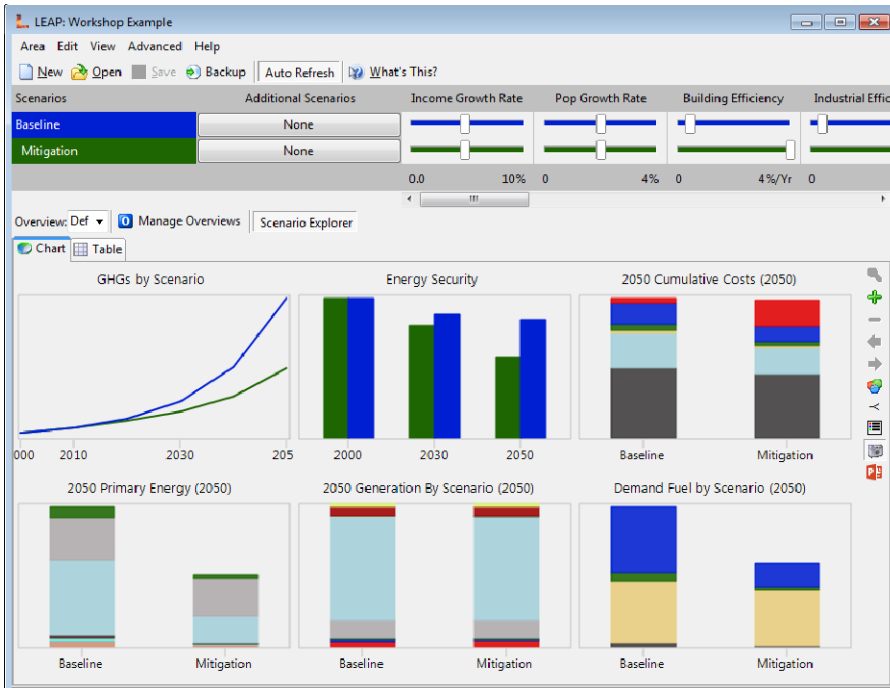 LEAP: Workshop Example
Area Edit View Advanced Help
New Open Save Backup Auto Refresh What's This?
Scenarios Additional Scenarios Income Growth Rate Pop Growth Rate Building Efficiency Industrial Effic
Baseline None
Mitigation None
0.0 10% 0 4% 0 4%/Yr 0
Overview: Def Manage Overviews Scenario Explorer
Chart Table
GHGs by Scenario Energy Security 2050 Cumulative Costs (2050)
000 2010 2030 205 2000 2030 2050 Baseline Mitigation
2050 Primary Energy (2050) 2050 Generation By Scenario (2050) Demand Fuel by Scenario (2050)
Baseline Mitigation Baseline Mitigation Baseline Mitigation